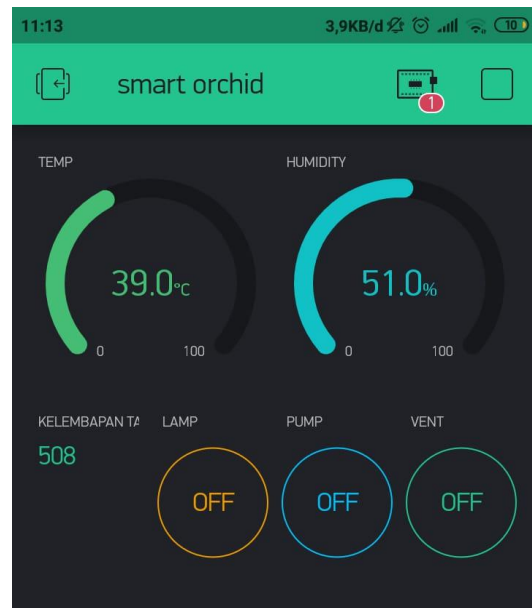 11:13 3,9KB/d 10
smart orchid
1
TEMP HUMIDITY
39.0°C 51.0%
0 100 0 100
KELEMBAPAN TA LAMP PUMP VENT
508
OFF OFF OFF